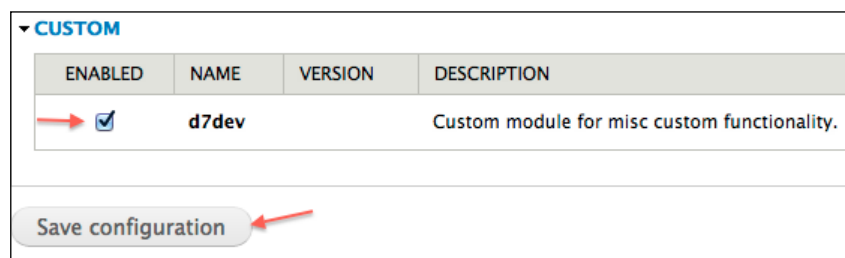 CUSTOM
ENABLED NAME VERSION DESCRIPTION
d7dev Custom module for misc custom functionality.
Save configuration